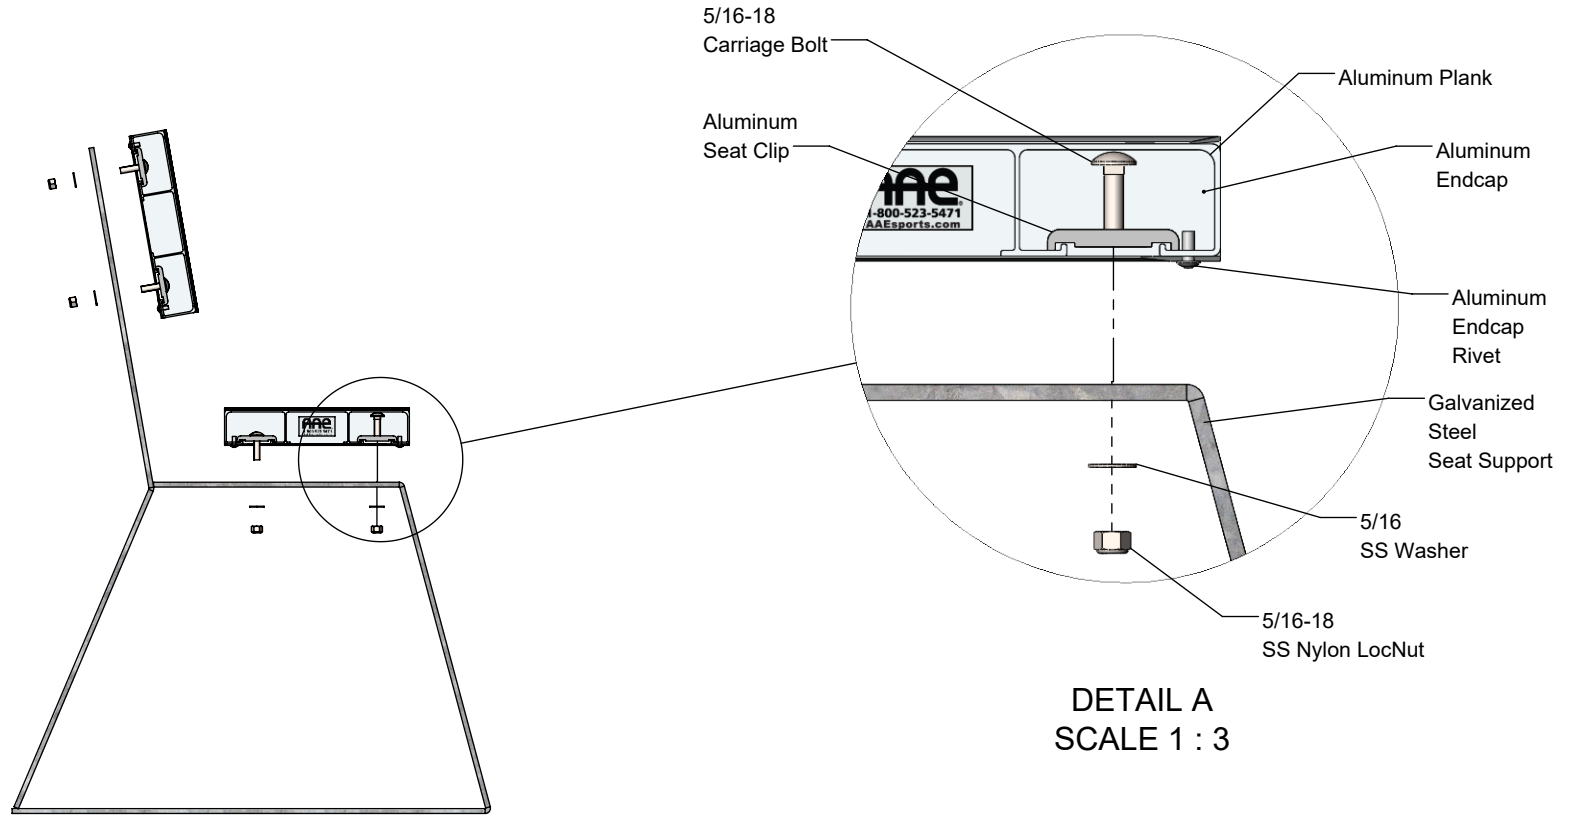 5/16-18
Carriage Bolt
Aluminum
Seat Clip
Aluminum Plank
Aluminum
Endcap
AAE
1-800-523-5471
AAEsports.com
Aluminum
Endcap
Rivet
Galvanized
Steel
Seat Support
5/16
SS Washer
5/16-18
SS Nylon LocNut
DETAIL A
SCALE 1 : 3
AAE